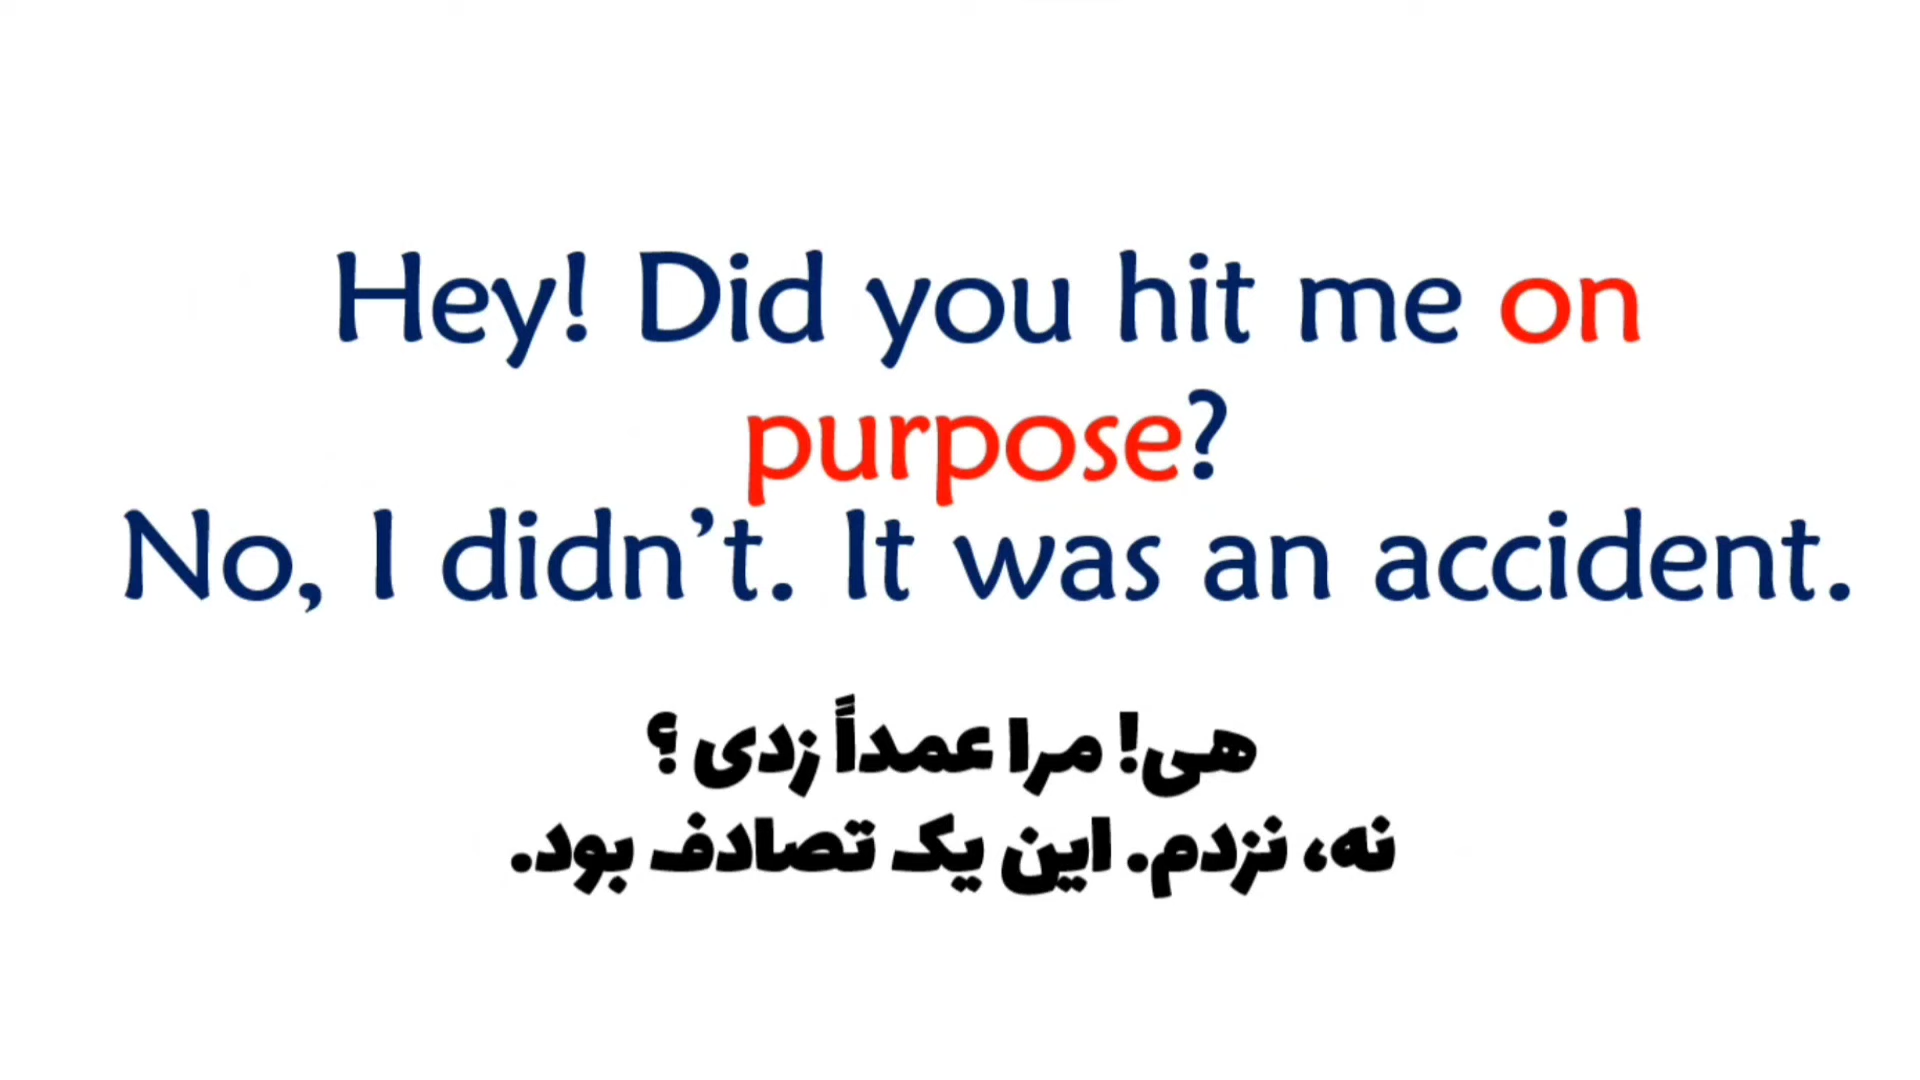 Hey! Did you hit me on
purpose?
No, I didn’t. It was an accident.
هی! مرا عمداً زدی ؟
نه، نزدم. این یک تصادف بود.